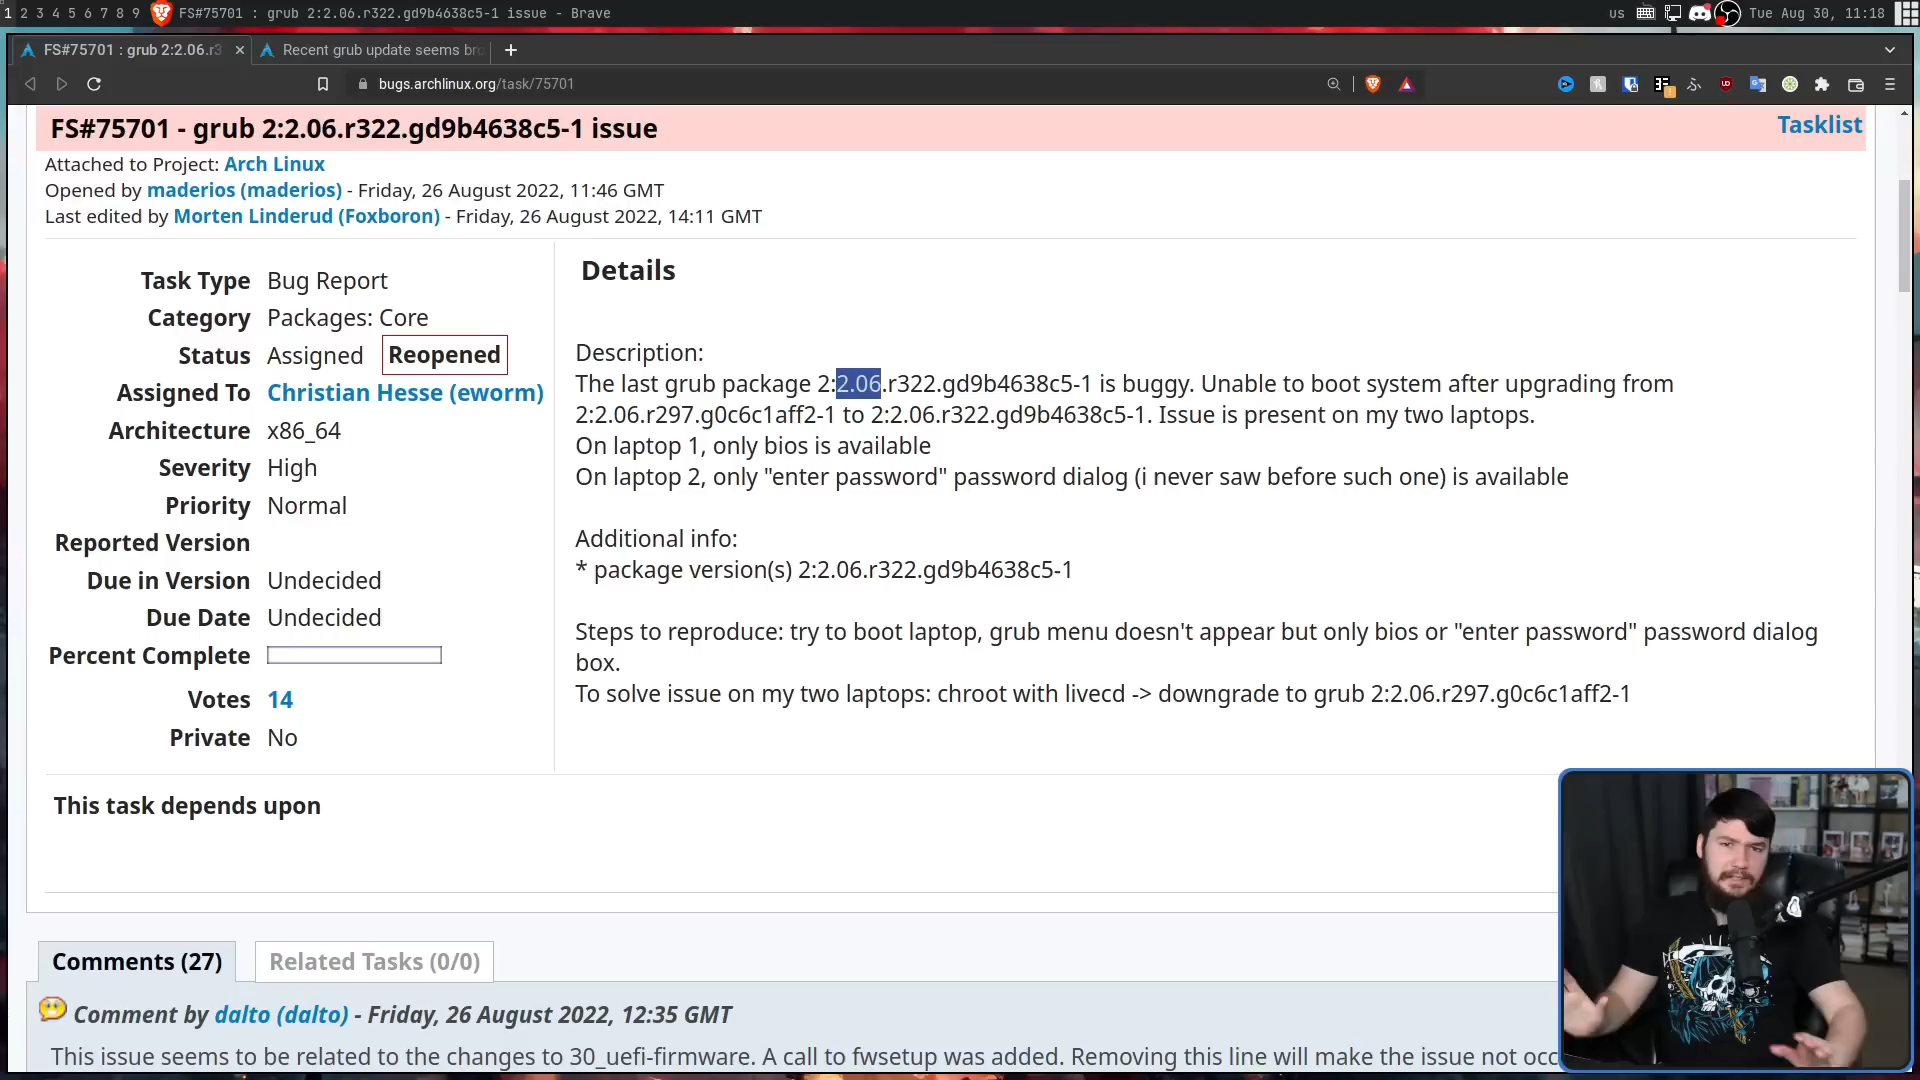 1 2 3 4 5 6 7 8 9 FS#75701 : grub 2:2.06.r322.gd9b4638c5-1 issue - Brave us Tue Aug 30, 11:18
FS#75701 : grub 2:2.06.r3 Recent grub update seems bro
bugs.archlinux.org/task/75701
FS#75701 - grub 2:2.06.r322.gd9b4638c5-1 issue
Tasklist
Attached to Project: Arch Linux
Opened by maderios (maderios) - Friday, 26 August 2022, 11:46 GMT
Last edited by Morten Linderud (Foxboron) - Friday, 26 August 2022, 14:11 GMT
Task Type Bug Report
Category Packages: Core
Status Assigned Reopened
Assigned To Christian Hesse (eworm)
Architecture x86_64
Severity High
Priority Normal
Reported Version
Due in Version Undecided
Due Date Undecided
Percent Complete
Votes 14
Private No
Details
Description:
The last grub package 2:2.06.r322.gd9b4638c5-1 is buggy. Unable to boot system after upgrading from
2:2.06.r297.g0c6c1aff2-1 to 2:2.06.r322.gd9b4638c5-1. Issue is present on my two laptops.
On laptop 1, only bios is available
On laptop 2, only "enter password" password dialog (i never saw before such one) is available
Additional info:
* package version(s) 2:2.06.r322.gd9b4638c5-1
Steps to reproduce: try to boot laptop, grub menu doesn't appear but only bios or "enter password" password dialog
box.
To solve issue on my two laptops: chroot with livecd -> downgrade to grub 2:2.06.r297.g0c6c1aff2-1
This task depends upon
Comments (27) Related Tasks (0/0)
Comment by dalto (dalto) - Friday, 26 August 2022, 12:35 GMT
This issue seems to be related to the changes to 30_uefi-firmware. A call to fwsetup was added. Removing this line will make the issue not occ